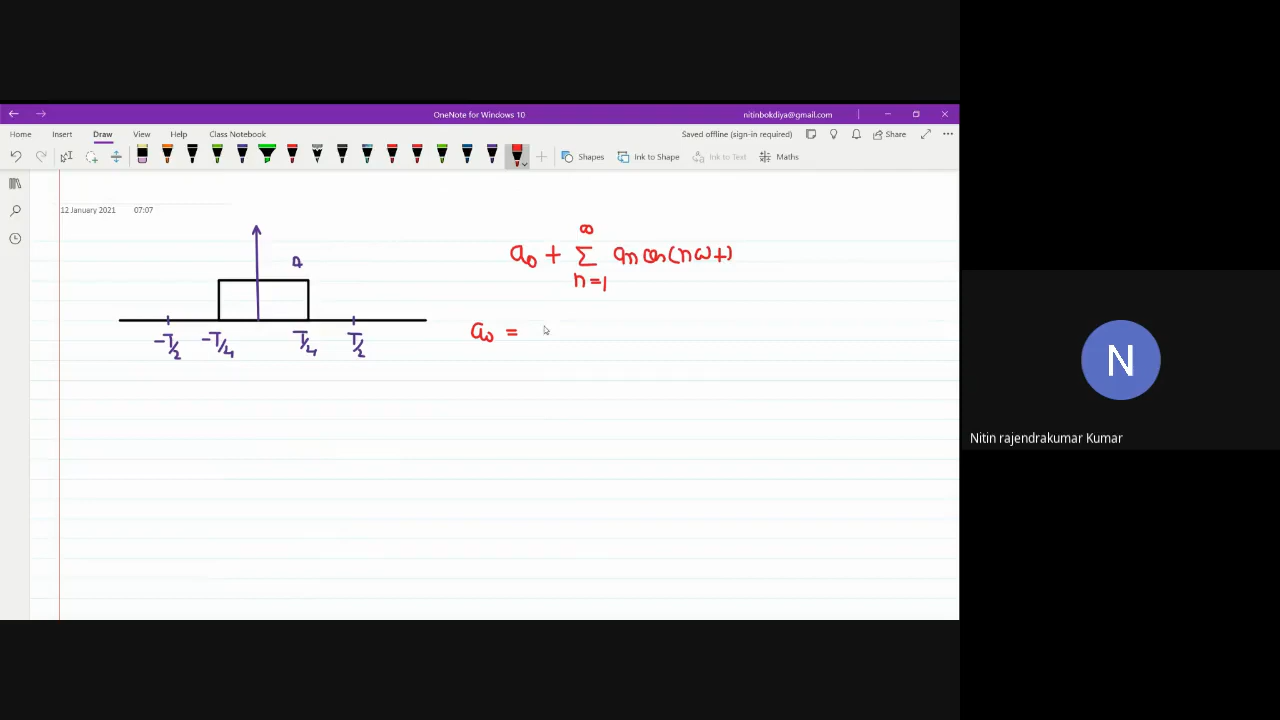 OneNote for Windows 10
nitinbokdiya@gmail.com
Home Insert Draw View Help Class Notebook
Saved offline (sign-in required) Share
Shapes Ink to Shape Ink to Text Maths
12 January 2021 07:07
A
-T/2 -T/4 T/4 T/2
∞
a₀ + Σ aₙ cos(nωt)
n=1
a₀ =
N
Nitin rajendrakumar Kumar